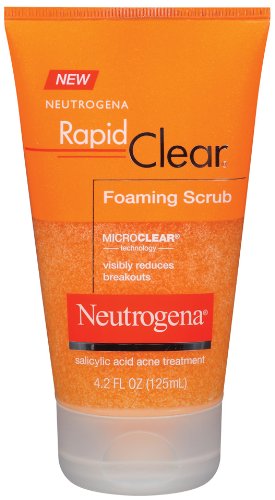 NEW
NEUTROGENA
Rapid
Clear™
Foaming Scrub
MICROCLEAR®
technology
visibly reduces
breakouts
Neutrogena®
salicylic acid acne treatment
4.2 FL OZ (125mL)